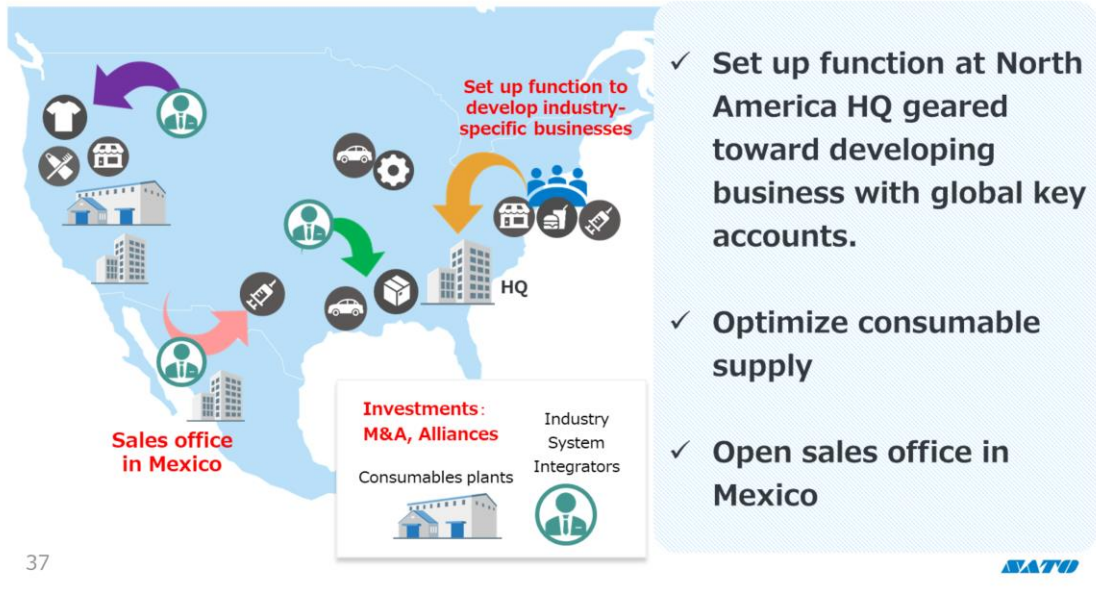 Set up function to
develop industry-
specific businesses
HQ
Sales office
in Mexico
Investments:
M&A, Alliances
Consumables plants
Industry
System
Integrators
✓ Set up function at North
America HQ geared
toward developing
business with global key
accounts.
✓ Optimize consumable
supply
✓ Open sales office in
Mexico
37
SATO